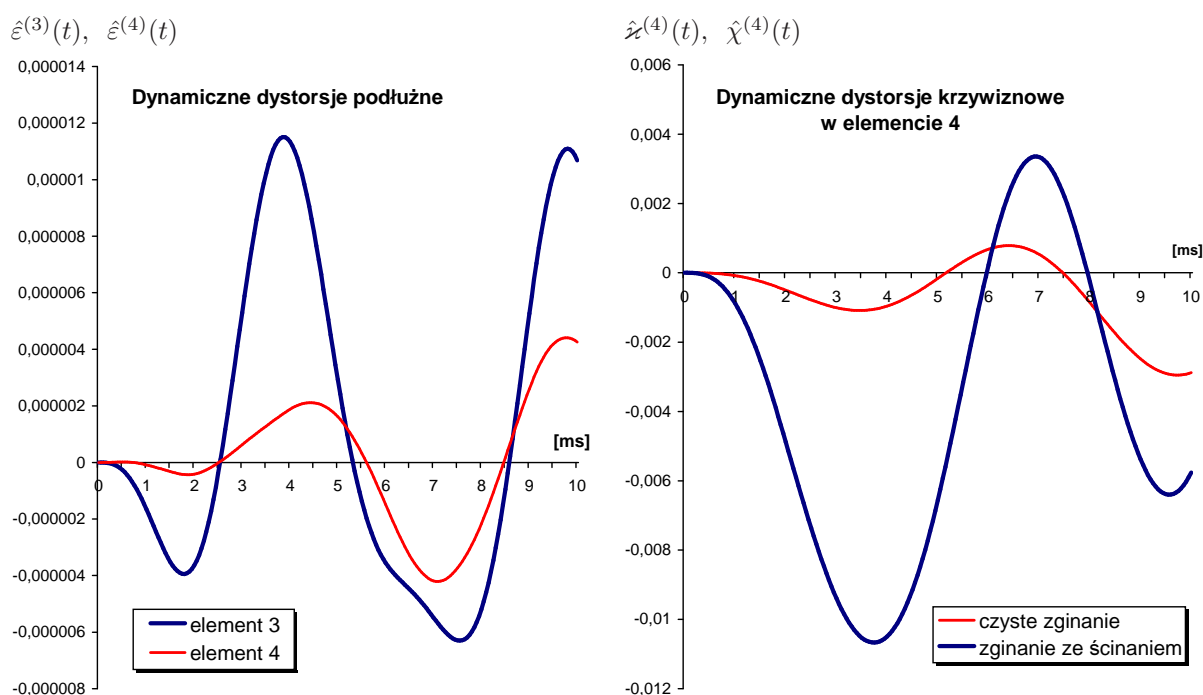 ε̂⁽³⁾(t), ε̂⁽⁴⁾(t)
0,000014
0,000012
0,00001
0,000008
0,000006
0,000004
0,000002
0
-0,000002
-0,000004
-0,000006
-0,000008
Dynamiczne dystorsje podłużne
[ms]
0 1 2 3 4 5 6 7 8 9 10
element 3
element 4
ϰ̂⁽⁴⁾(t), χ̂⁽⁴⁾(t)
0,006
0,004
0,002
0
-0,002
-0,004
-0,006
-0,008
-0,01
-0,012
Dynamiczne dystorsje krzywiznowe
w elemencie 4
[ms]
0 1 2 3 4 5 6 7 8 9 10
czyste zginanie
zginanie ze ścinaniem